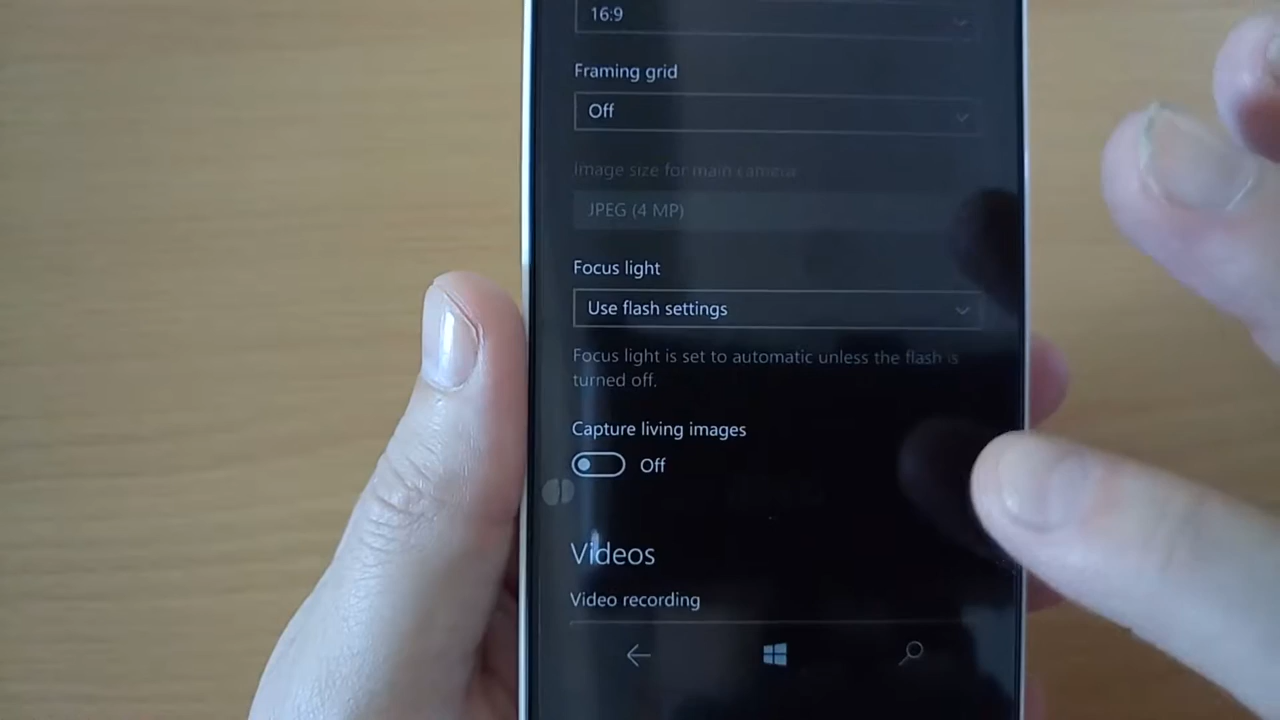 16:9
Framing grid
Off
Image size for main camera
JPEG (4 MP)
Focus light
Use flash settings
Focus light is set to automatic unless the flash is
turned off.
Capture living images
Off
Videos
Video recording